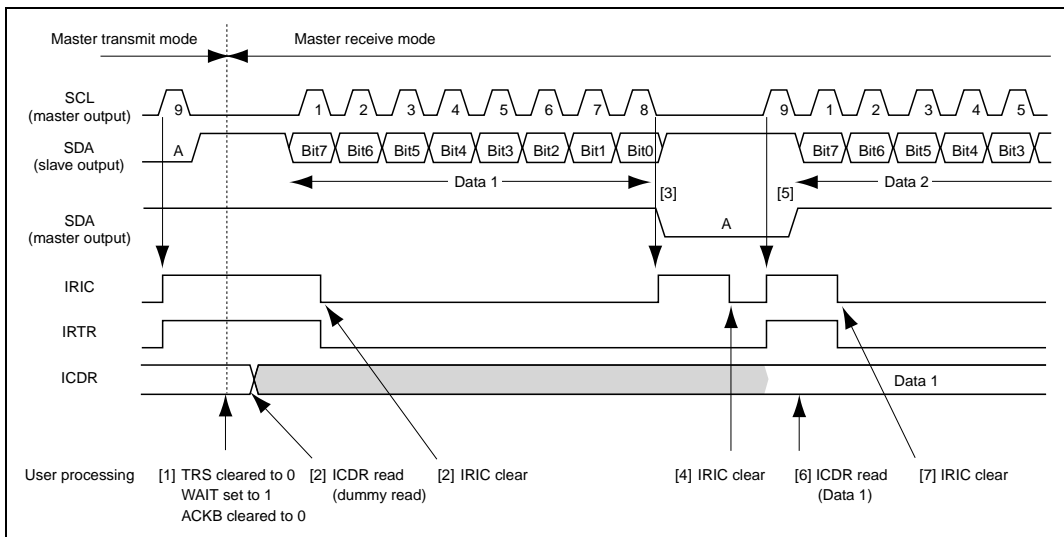 Master transmit mode Master receive mode
SCL
(master output)
9 1 2 3 4 5 6 7 8 9 1 2 3 4 5
SDA
(slave output)
A Bit7 Bit6 Bit5 Bit4 Bit3 Bit2 Bit1 Bit0 Bit7 Bit6 Bit5 Bit4 Bit3
Data 1 [3] [5] Data 2
SDA
(master output)
A
IRIC
IRTR
ICDR
Data 1
User processing [1] TRS cleared to 0
WAIT set to 1
ACKB cleared to 0
[2] ICDR read
(dummy read)
[2] IRIC clear
[4] IRIC clear
[6] ICDR read
(Data 1)
[7] IRIC clear